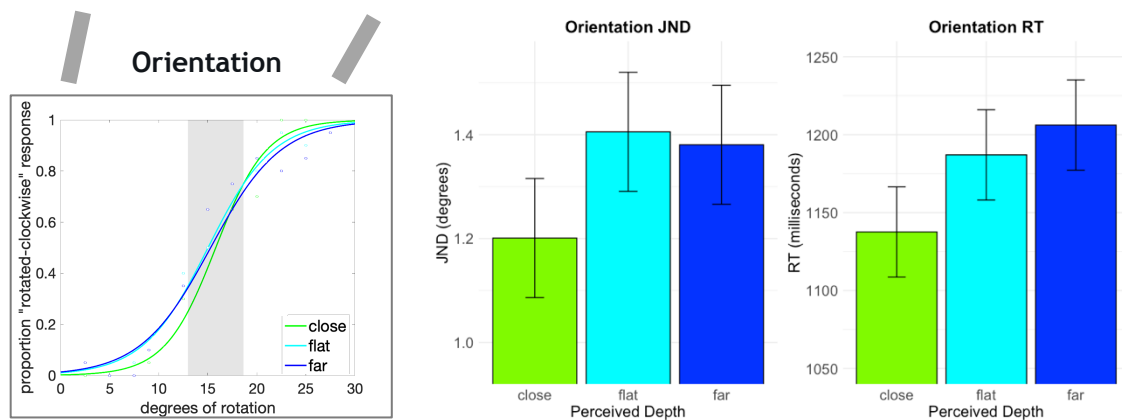 Orientation
proportion "rotated-clockwise" response
1
0.8
0.6
0.4
0.2
0
0 5 10 15 20 25 30
degrees of rotation
close
flat
far
Orientation JND
JND (degrees)
1.4
1.2
1.0
close flat far
Perceived Depth
Orientation RT
RT (milliseconds)
1250
1200
1150
1100
1050
close flat far
Perceived Depth